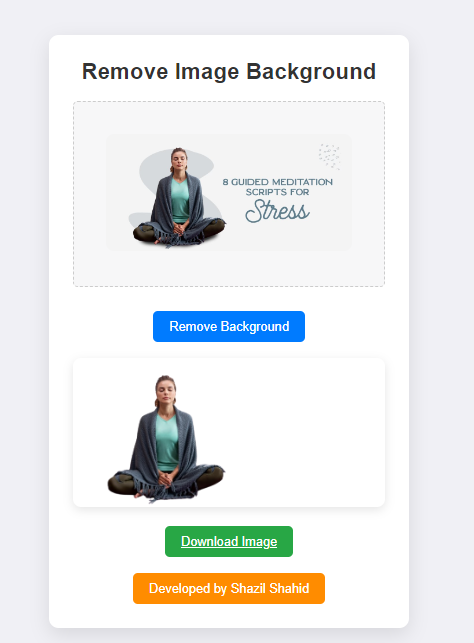 Remove Image Background
8 GUIDED MEDITATION
SCRIPTS FOR
Stress
Remove Background
Download Image
Developed by Shazil Shahid